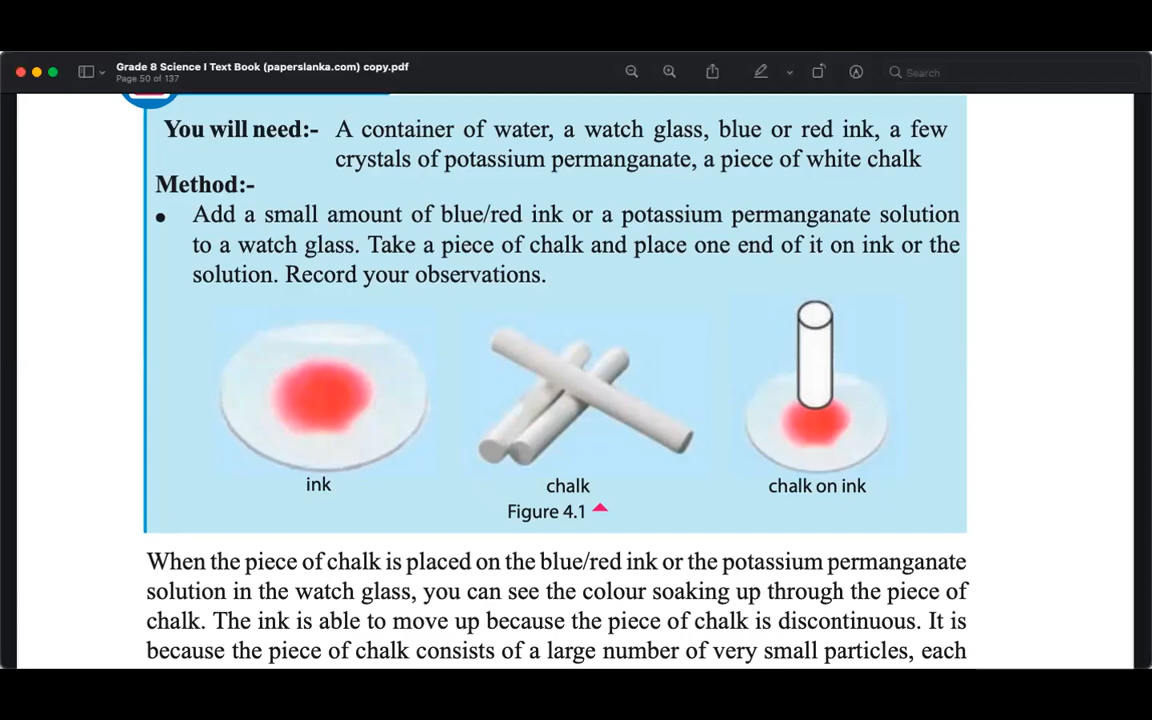 Grade 8 Science I Text Book (paperslanka.com) copy.pdf
Page 50 of 137
Search
You will need:- A container of water, a watch glass, blue or red ink, a few
crystals of potassium permanganate, a piece of white chalk
Method:-
• Add a small amount of blue/red ink or a potassium permanganate solution
to a watch glass. Take a piece of chalk and place one end of it on ink or the
solution. Record your observations.
ink
chalk
chalk on ink
Figure 4.1
When the piece of chalk is placed on the blue/red ink or the potassium permanganate
solution in the watch glass, you can see the colour soaking up through the piece of
chalk. The ink is able to move up because the piece of chalk is discontinuous. It is
because the piece of chalk consists of a large number of very small particles, each